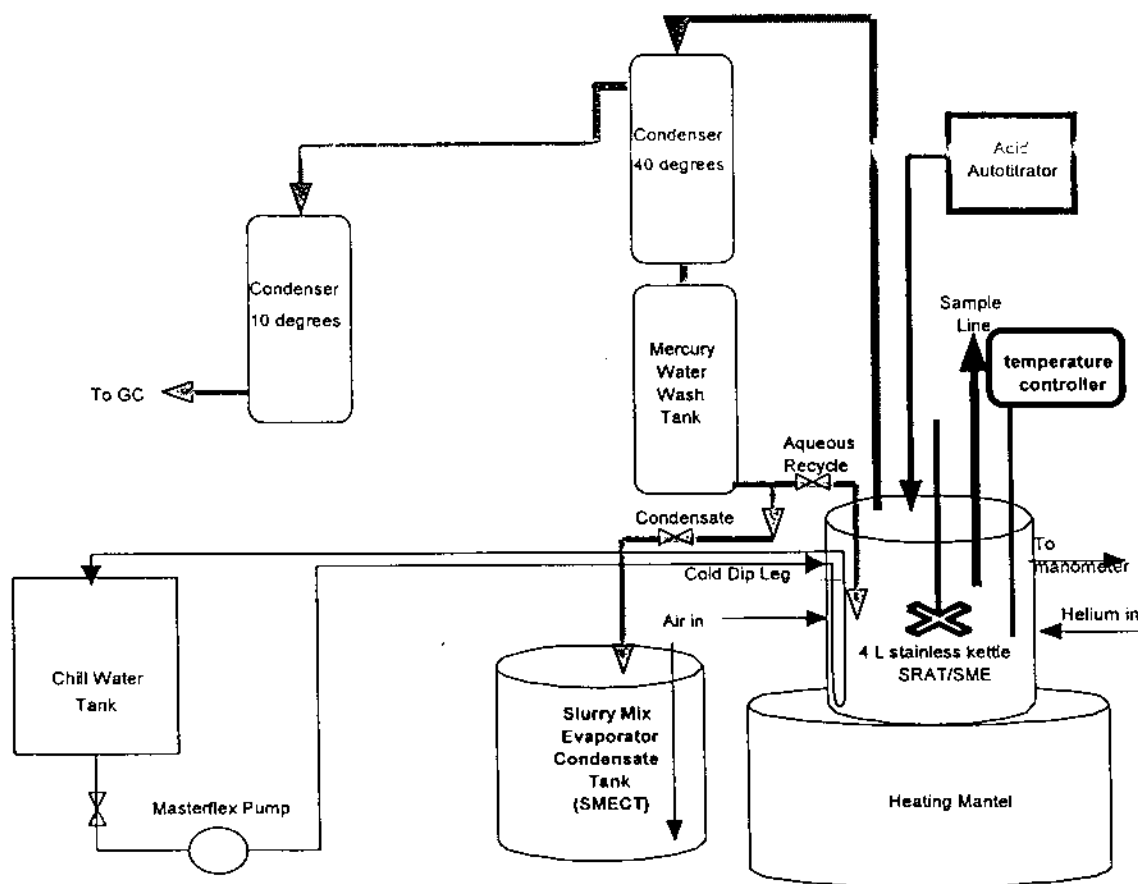 Condenser
40 degrees
Acid
Autotitrator
Condenser
10 degrees
Sample
Line
temperature
controller
Mercury
Water
Wash
Tank
To GC
Aqueous
Recycle
Condensate
To
manometer
Cold Dip Leg
Air in
Helium in
4 L stainless kettle
SRAT/SME
Chill Water
Tank
Slurry Mix
Evaporator
Condensate
Tank
(SMECT)
Masterflex Pump
Heating Mantel